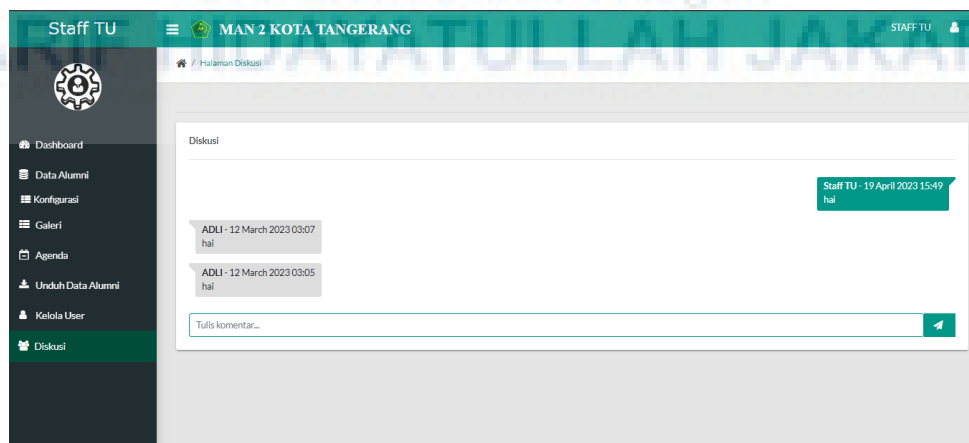 Staff TU
MAN 2 KOTA TANGERANG
STAFF TU
/ Halaman Diskusi
Dashboard
Data Alumni
Konfigurasi
Galeri
Agenda
Unduh Data Alumni
Kelola User
Diskusi
Diskusi
Staff TU - 19 April 2023 15:49
hai
ADLI - 12 March 2023 03:07
hai
ADLI - 12 March 2023 03:05
hai
Tulis komentar...
HIDAYATULLAH JAKAR